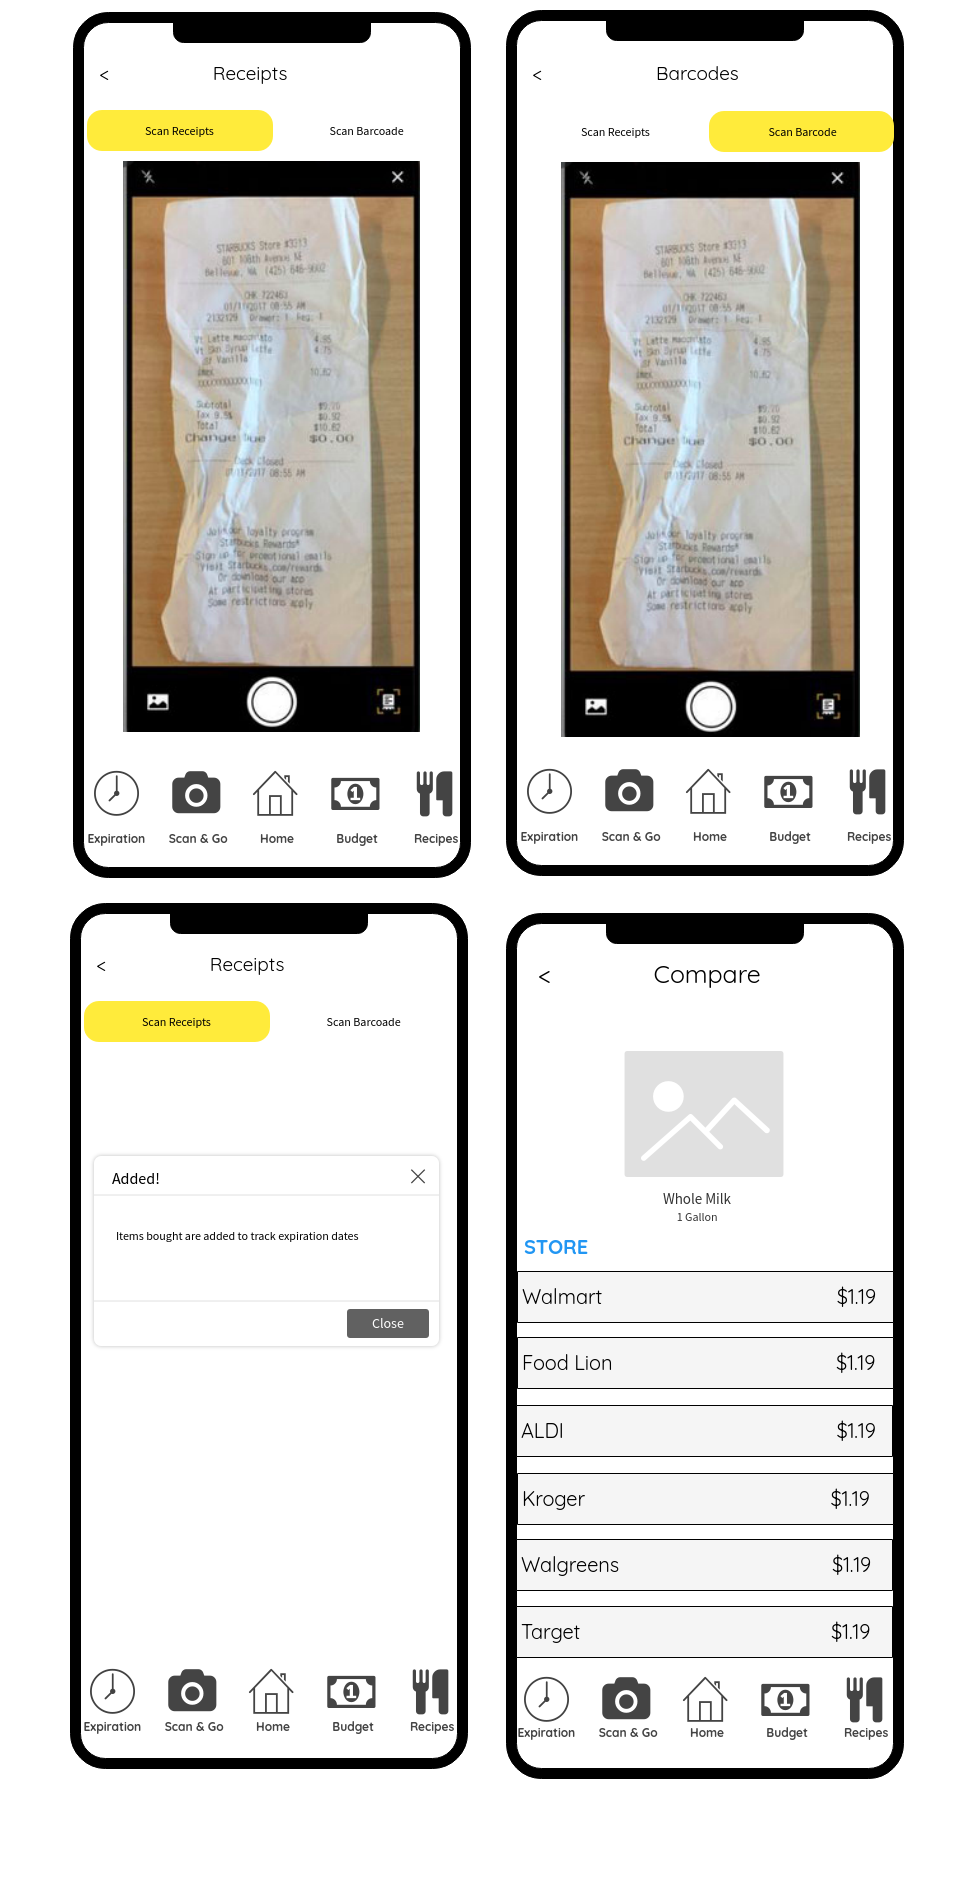 < Receipts
Scan Receipts Scan Barcoade
STARBUCKS Store #3313
601 108th Avenue NE
Bellevue, WA (425) 646-9602
CHK 722463
01/11/2017 08:55 AM
2132129 Drawer: 1 Reg: 1
Vt Latte Macchiato 4.95
Vt Skn Syrup Latte 4.75
Sf Vanilla
Amex 10.62
Subtotal $9.70
Tax 9.5% $0.92
Total $10.62
Change Due $0.00
Check Closed
01/11/2017 08:55 AM
Join our loyalty program
Starbucks Rewards®
Sign up for promotional emails
Visit Starbucks.com/rewards
Or download our app
At participating stores
Some restrictions apply
Expiration Scan & Go Home Budget Recipes
< Barcodes
Scan Receipts Scan Barcode
STARBUCKS Store #3313
601 108th Avenue NE
Bellevue, WA (425) 646-9602
CHK 722463
01/11/2017 08:55 AM
2132129 Drawer: 1 Reg: 1
Vt Latte Macchiato 4.95
Vt Skn Syrup Latte 4.75
Sf Vanilla
Amex 10.62
Subtotal $9.70
Tax 9.5% $0.92
Total $10.62
Change Due $0.00
Check Closed
01/11/2017 08:55 AM
Join our loyalty program
Starbucks Rewards®
Sign up for promotional emails
Visit Starbucks.com/rewards
Or download our app
At participating stores
Some restrictions apply
Expiration Scan & Go Home Budget Recipes
< Receipts
Scan Receipts Scan Barcoade
Added!
Items bought are added to track expiration dates
Close
Expiration Scan & Go Home Budget Recipes
< Compare
Whole Milk
1 Gallon
STORE
Walmart $1.19
Food Lion $1.19
ALDI $1.19
Kroger $1.19
Walgreens $1.19
Target $1.19
Expiration Scan & Go Home Budget Recipes